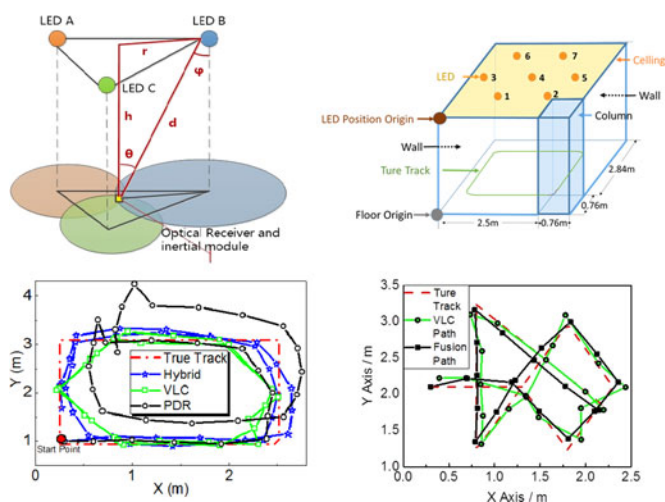 LED A
LED B
r
φ
LED C
h
d
θ
Optical Receiver and
inertial module
6
7
LED
3
4
5
Celling
1
2
Wall
LED Position Origin
Column
Wall
Ture Track
2.84m
Floor Origin
0.76m
2.5m
0.76m
Y (m)
4
3
2
1
True Track
Hybrid
VLC
PDR
Start Point
0
1
2
X (m)
Y Axis / m
3.5
3.0
2.5
2.0
1.5
1.0
Ture
Track
VLC
Path
Fusion
Path
0.0
0.5
1.0
1.5
2.0
2.5
X Axis / m